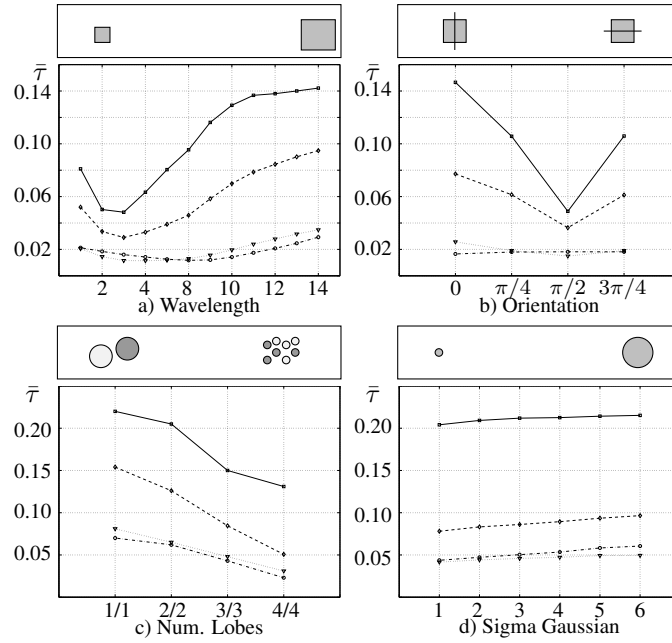 τ̄
0.14
0.10
0.06
0.02
2 4 8 10 12 14
a) Wavelength
τ̄
0.14
0.10
0.06
0.02
0 π/4 π/2 3π/4
b) Orientation
τ̄
0.20
0.15
0.10
0.05
1/1 2/2 3/3 4/4
c) Num. Lobes
τ̄
0.20
0.15
0.10
0.05
1 2 3 4 5 6
d) Sigma Gaussian